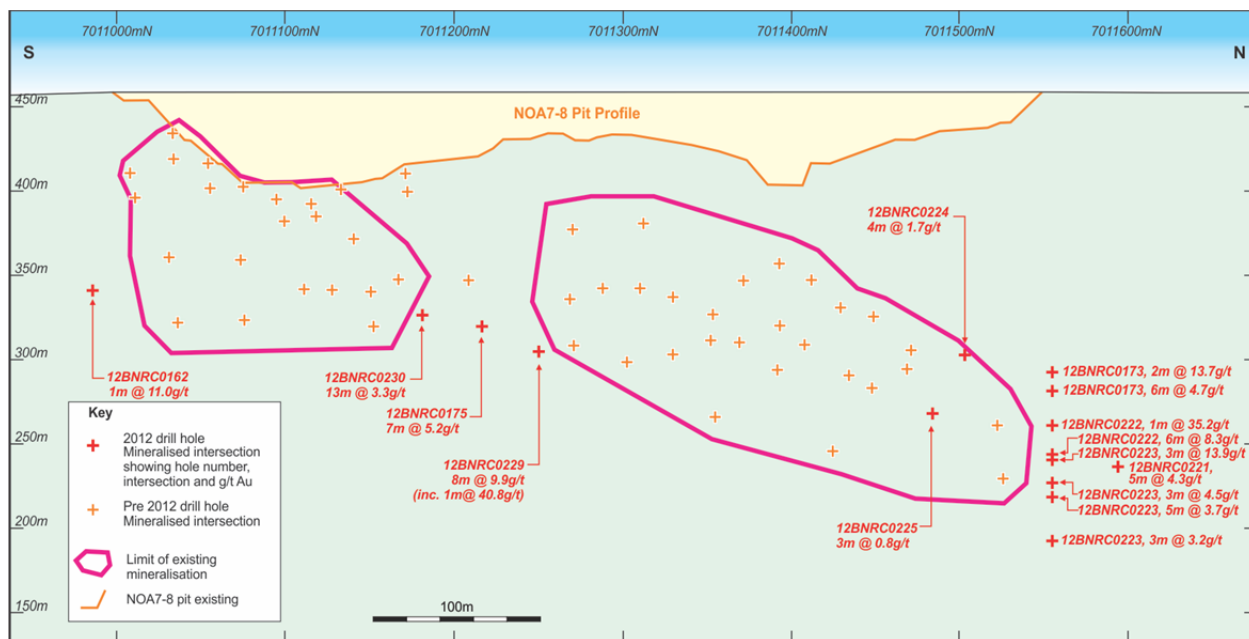 7011000mN 7011100mN 7011200mN 7011300mN 7011400mN 7011500mN 7011600mN
S N
450m
NOA7-8 Pit Profile
400m
350m
300m
250m
200m
150m
12BNRC0224
4m @ 1.7g/t
12BNRC0162
1m @ 11.0g/t
12BNRC0230
13m @ 3.3g/t
12BNRC0175
7m @ 5.2g/t
12BNRC0229
8m @ 9.9g/t
(inc. 1m@ 40.8g/t)
12BNRC0225
3m @ 0.8g/t
12BNRC0173, 2m @ 13.7g/t
12BNRC0173, 6m @ 4.7g/t
12BNRC0222, 1m @ 35.2g/t
12BNRC0222, 6m @ 8.3g/t
12BNRC0223, 3m @ 13.9g/t
12BNRC0221,
5m @ 4.3g/t
12BNRC0223, 3m @ 4.5g/t
12BNRC0223, 5m @ 3.7g/t
12BNRC0223, 3m @ 3.2g/t
Key
2012 drill hole
Mineralised intersection
showing hole number,
intersection and g/t Au
Pre 2012 drill hole
Mineralised intersection
Limit of existing
mineralisation
NOA7-8 pit existing
100m